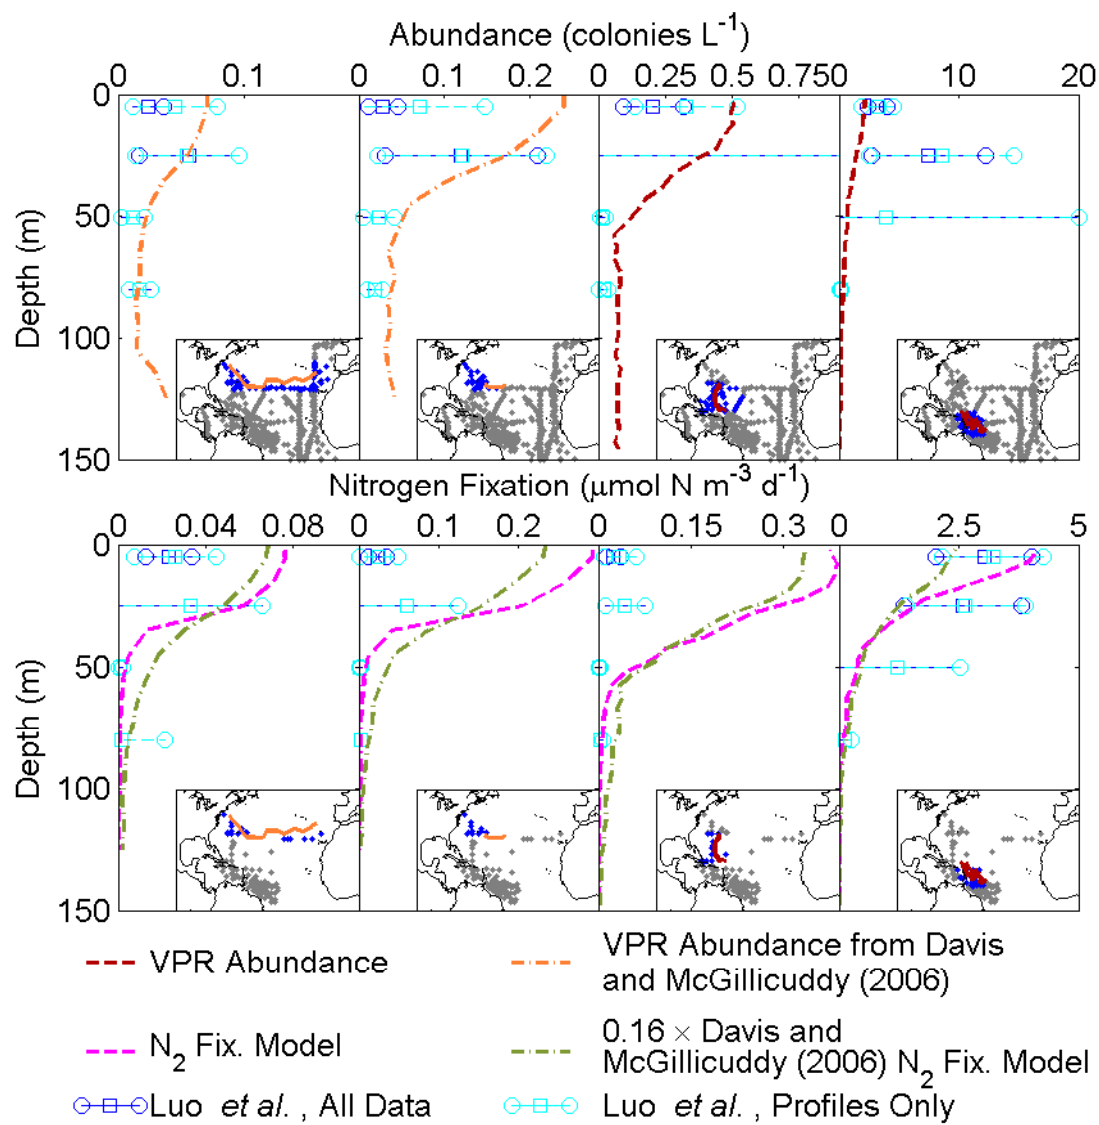 Abundance (colonies L-1)
0 0.1 0 0.1 0.2 0 0.25 0.5 0.75 0 10 20
0
50
100
150
Depth (m)
Nitrogen Fixation (μmol N m-3 d-1)
0 0.04 0.08 0 0.1 0.2 0 0.15 0.3 0 2.5 5
0
50
100
150
Depth (m)
VPR Abundance
VPR Abundance from Davis
and McGillicuddy (2006)
N2 Fix. Model
0.16 × Davis and
McGillicuddy (2006) N2 Fix. Model
Luo et al. , All Data
Luo et al. , Profiles Only